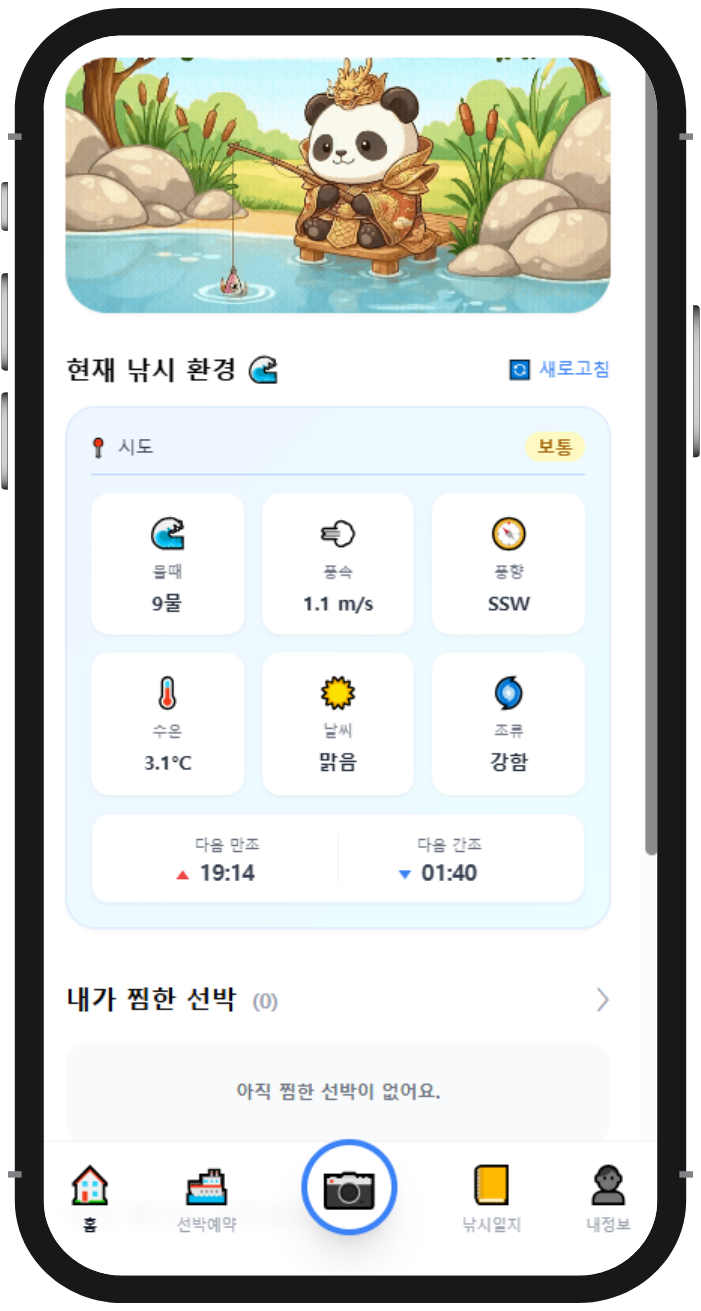 현재 낚시 환경
새로고침
시도
보통
물때
풍속
풍향
9물
1.1 m/s
SSW
수온
날씨
조류
3.1°C
맑음
강함
다음 만조
다음 간조
19:14
01:40
내가 찜한 선박 (0)
아직 찜한 선박이 없어요.
홈
선박예약
낚시일지
내정보